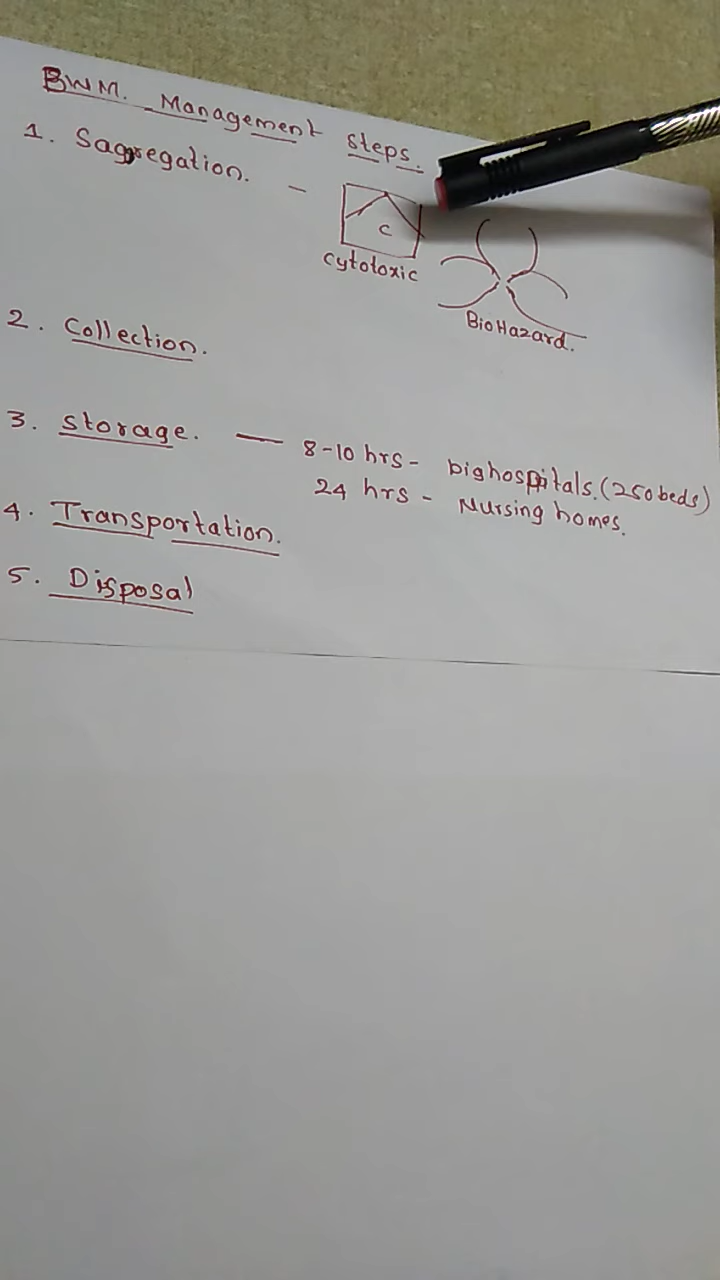 BWM. Management steps.
1. Saggregation. -
C
cytotoxic
BioHazard.
2. Collection.
3. storage. — 8-10 hrs - bighospitals. (250 beds)
24 hrs - Nursing homes.
4. Transportation.
5. Disposal